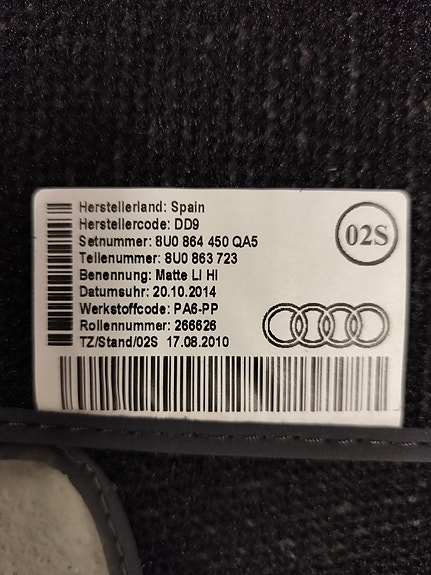 Herstellerland: Spain
Herstellercode: DD9
02S
Setnummer: 8U0 864 450 QA5
Teilenummer: 8U0 863 723
Benennung: Matte LI HI
Datumsuhr: 20.10.2014
Werkstoffcode: PA6-PP
Rollennummer: 266626
TZ/Stand/02S 17.08.2010